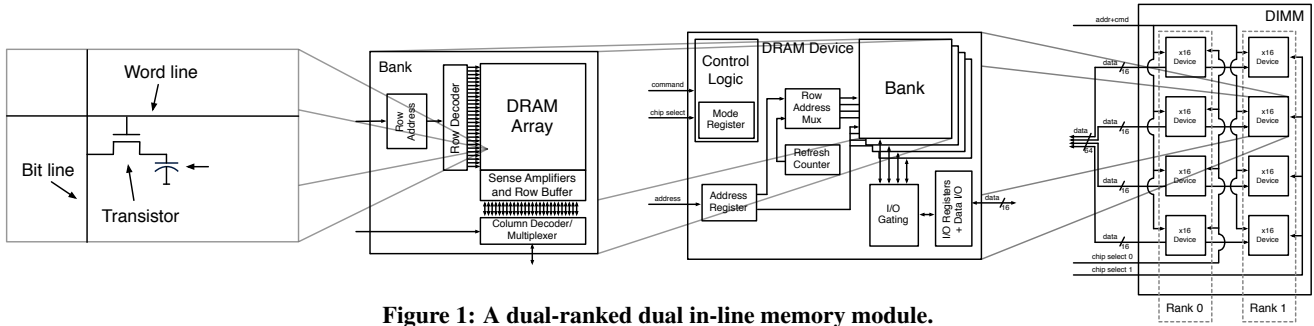 Word line
Bit line
Transistor
Bank
Row
Address
Row Decoder
DRAM
Array
Sense Amplifiers
and Row Buffer
Column Decoder/
Multiplexer
DRAM Device
Control
Logic
Mode
Register
command
chip select
address
Address
Register
Row
Address
Mux
Refresh
Counter
Bank
I/O
Gating
I/O Registers
+ Data I/O
data
16
DIMM
addr+cmd
data
16
data
16
data
64
data
16
data
16
x16
Device
x16
Device
x16
Device
x16
Device
x16
Device
x16
Device
x16
Device
x16
Device
chip select 0
chip select 1
Rank 0
Rank 1
Figure 1: A dual-ranked dual in-line memory module.